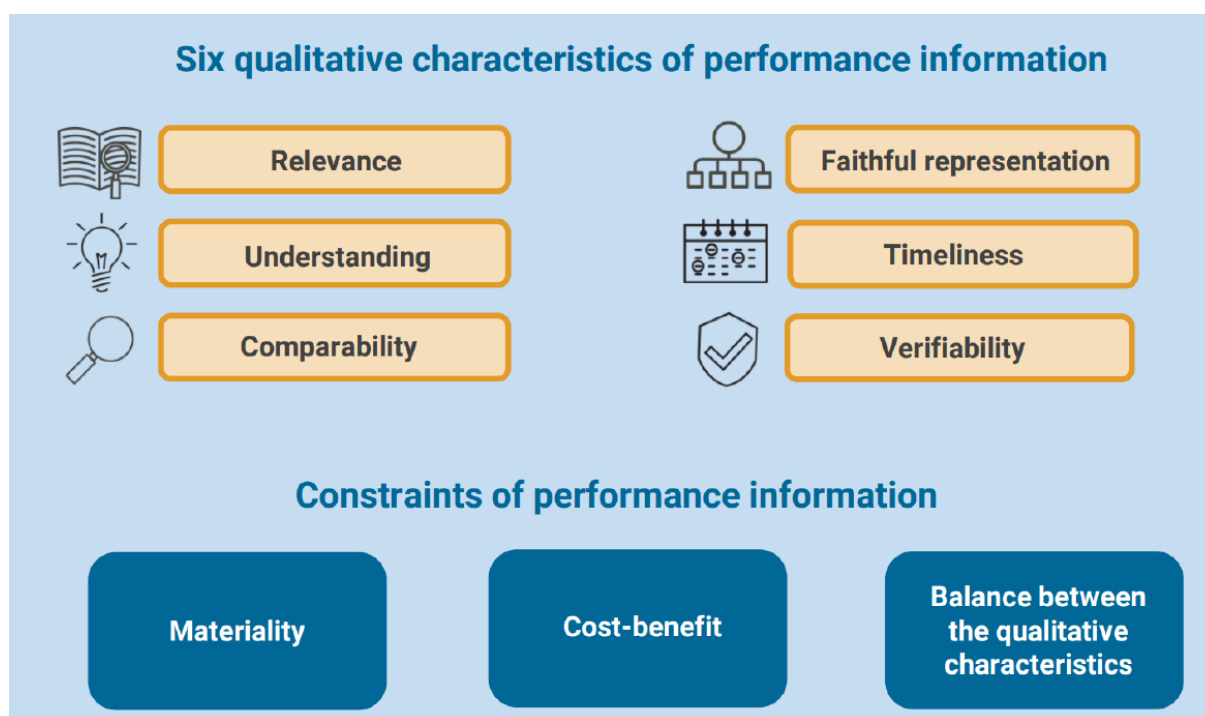 Six qualitative characteristics of performance information
Relevance
Faithful representation
Understanding
Timeliness
Comparability
Verifiability
Constraints of performance information
Materiality
Cost-benefit
Balance between
the qualitative
characteristics